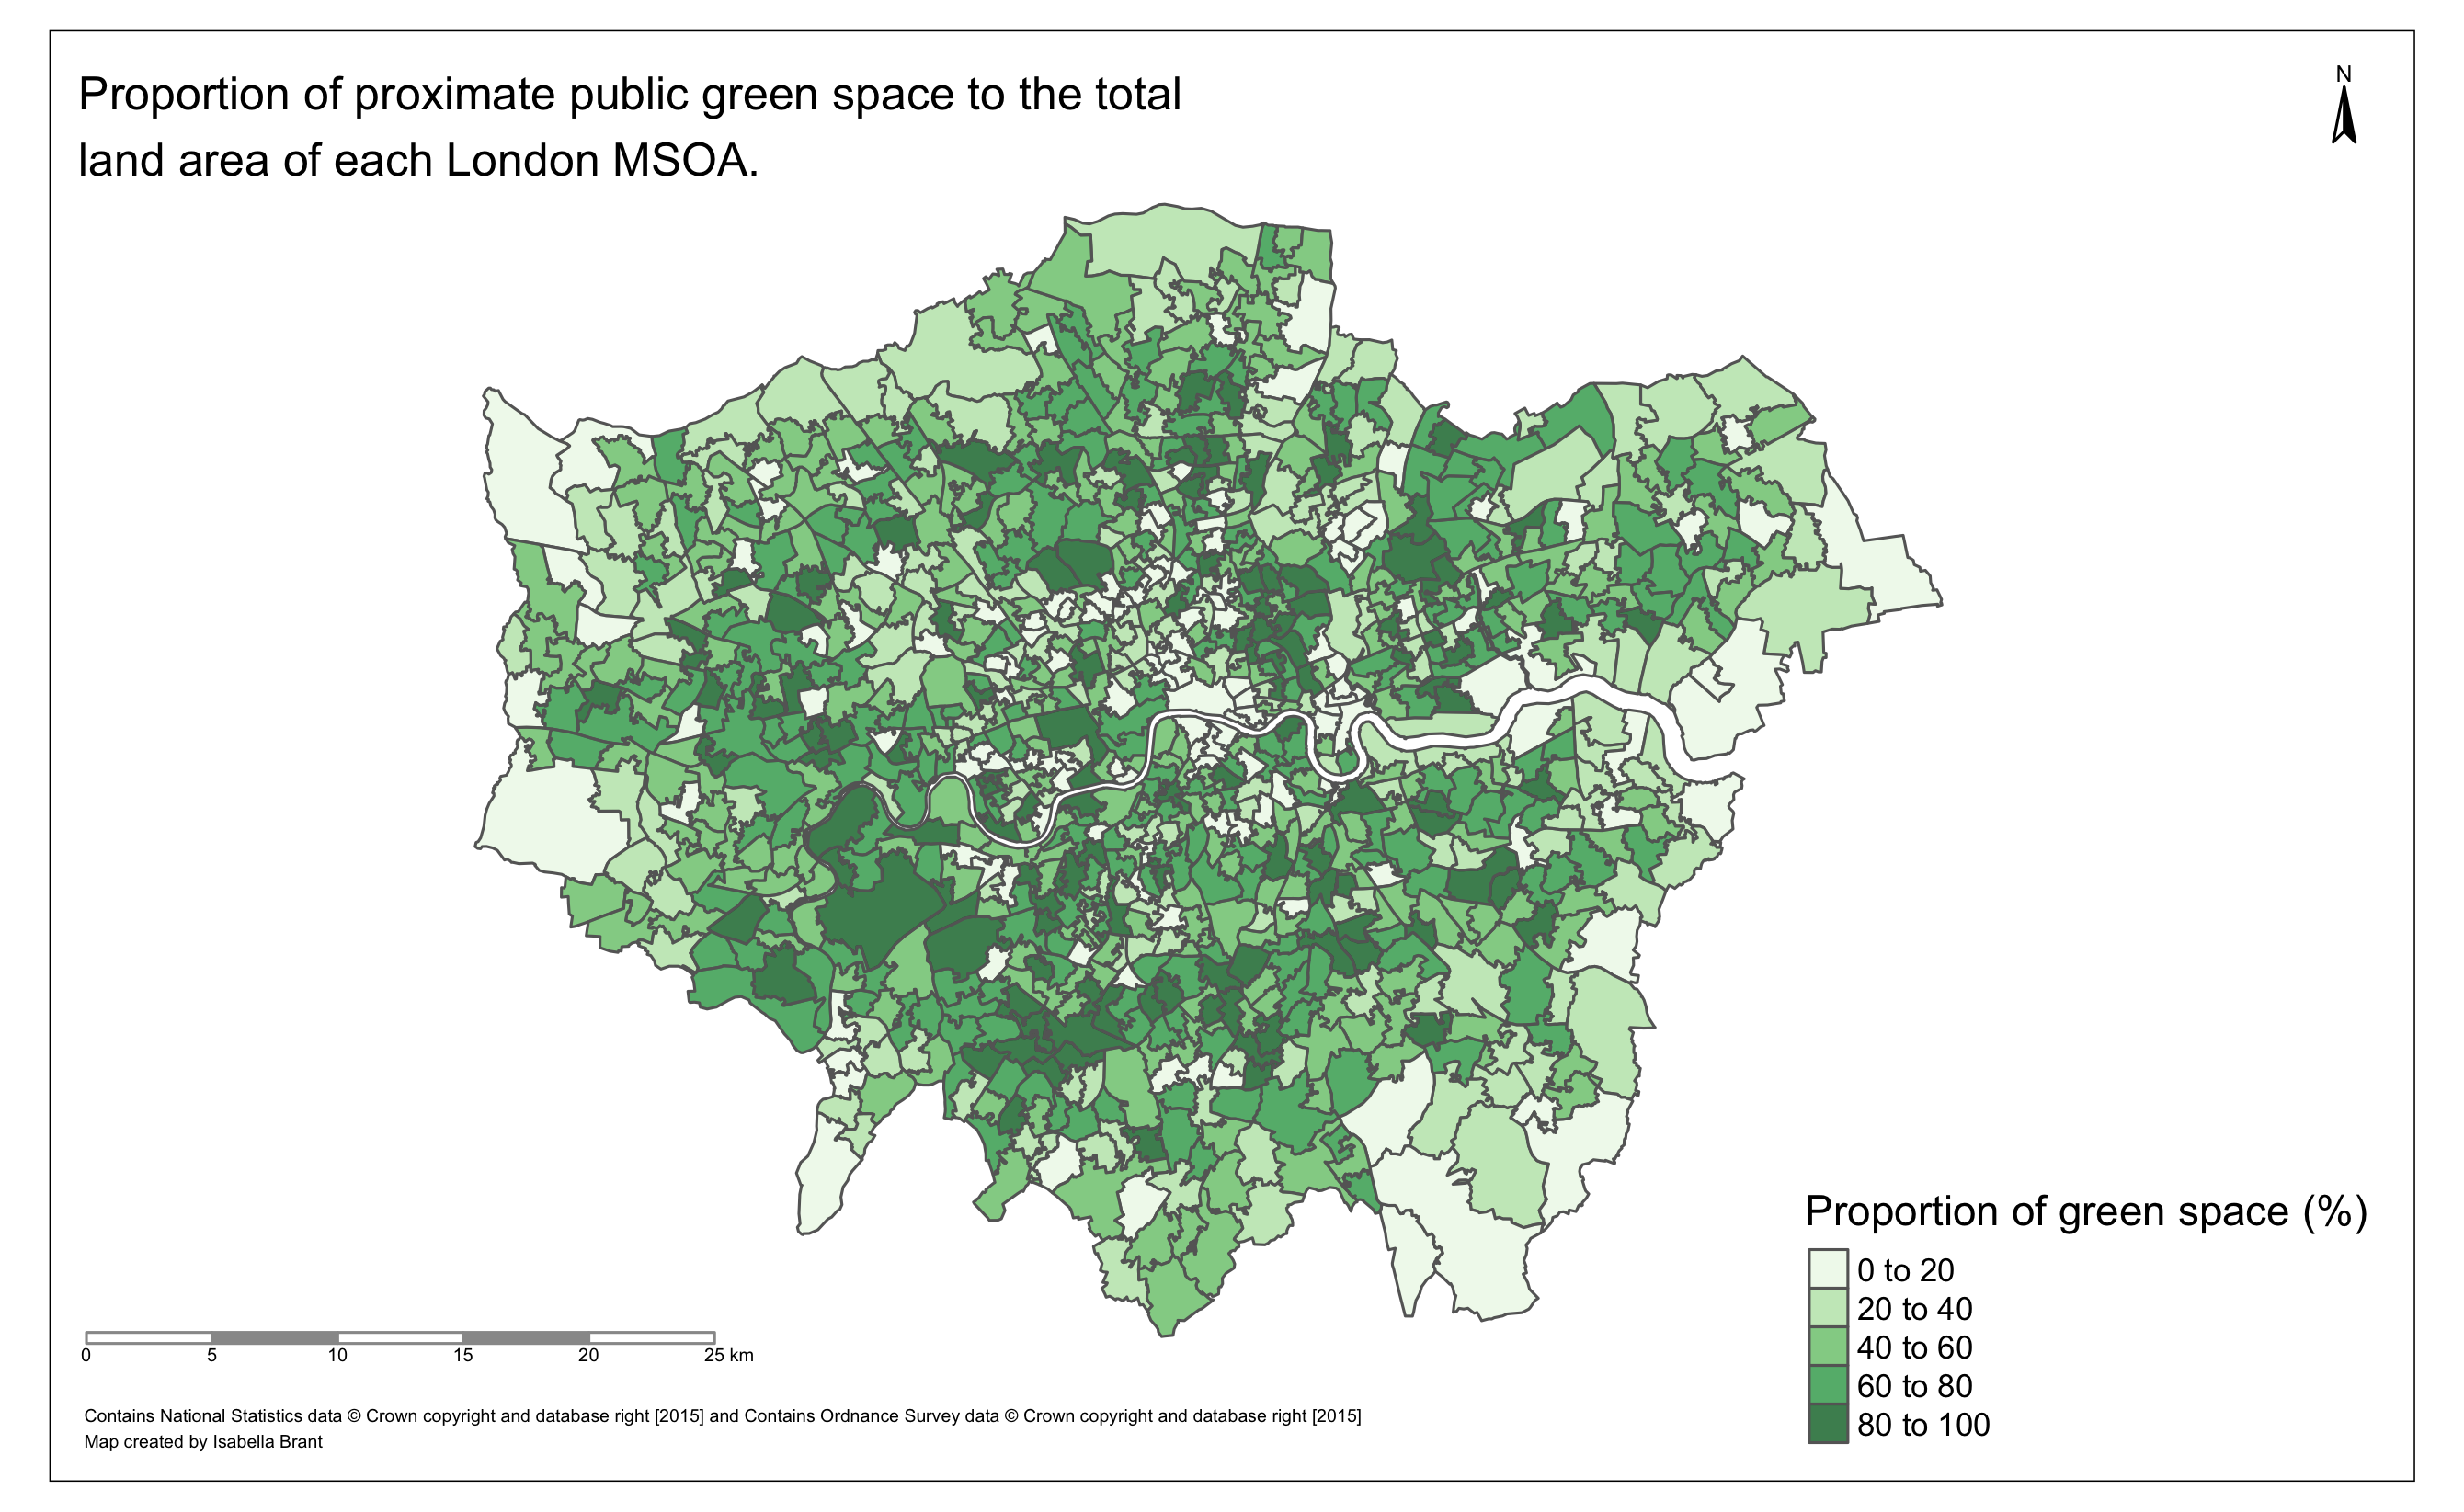 Proportion of proximate public green space to the total
land area of each London MSOA.
N
Proportion of green space (%)
0 to 20
20 to 40
40 to 60
60 to 80
80 to 100
0 5 10 15 20 25 km
Contains National Statistics data © Crown copyright and database right [2015] and Contains Ordnance Survey data © Crown copyright and database right [2015]
Map created by Isabella Brant